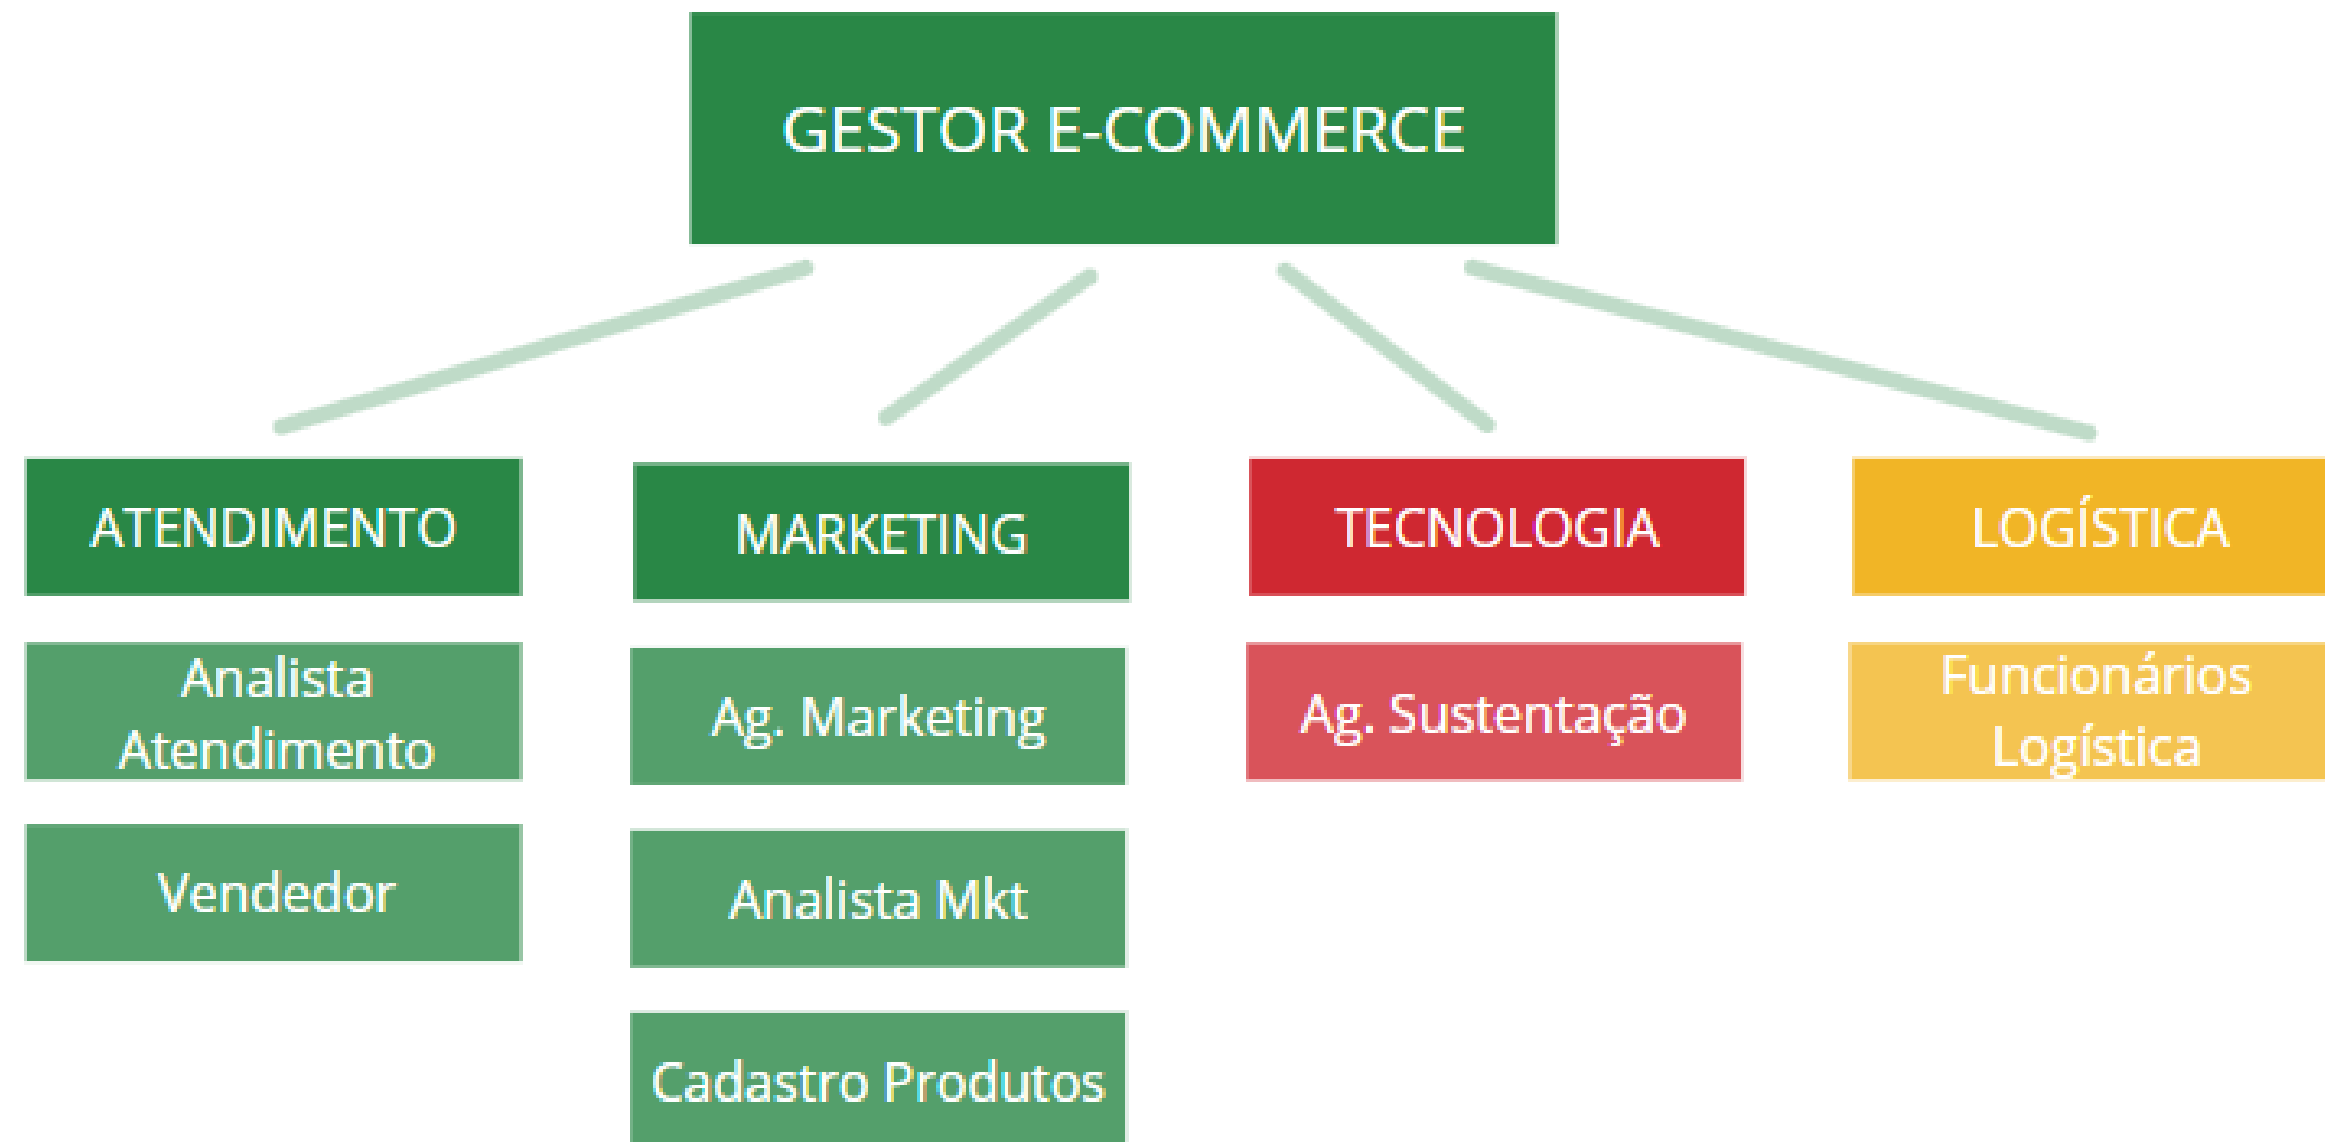 GESTOR E-COMMERCE
ATENDIMENTO
Analista
Atendimento
Vendedor
MARKETING
Ag. Marketing
Analista Mkt
Cadastro Produtos
TECNOLOGIA
Ag. Sustentação
LOGÍSTICA
Funcionários
Logística